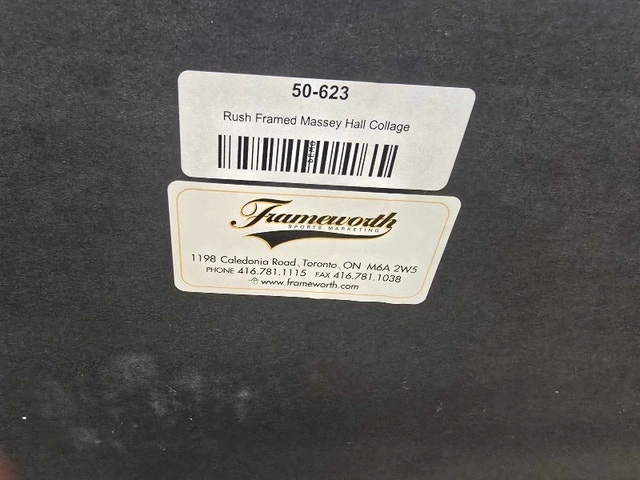 50-623
Rush Framed Massey Hall Collage
Frameworth
SPORTS MARKETING
1198 Caledonia Road, Toronto, ON M6A 2W5
PHONE 416.781.1115 FAX 416.781.1038
www.frameworth.com